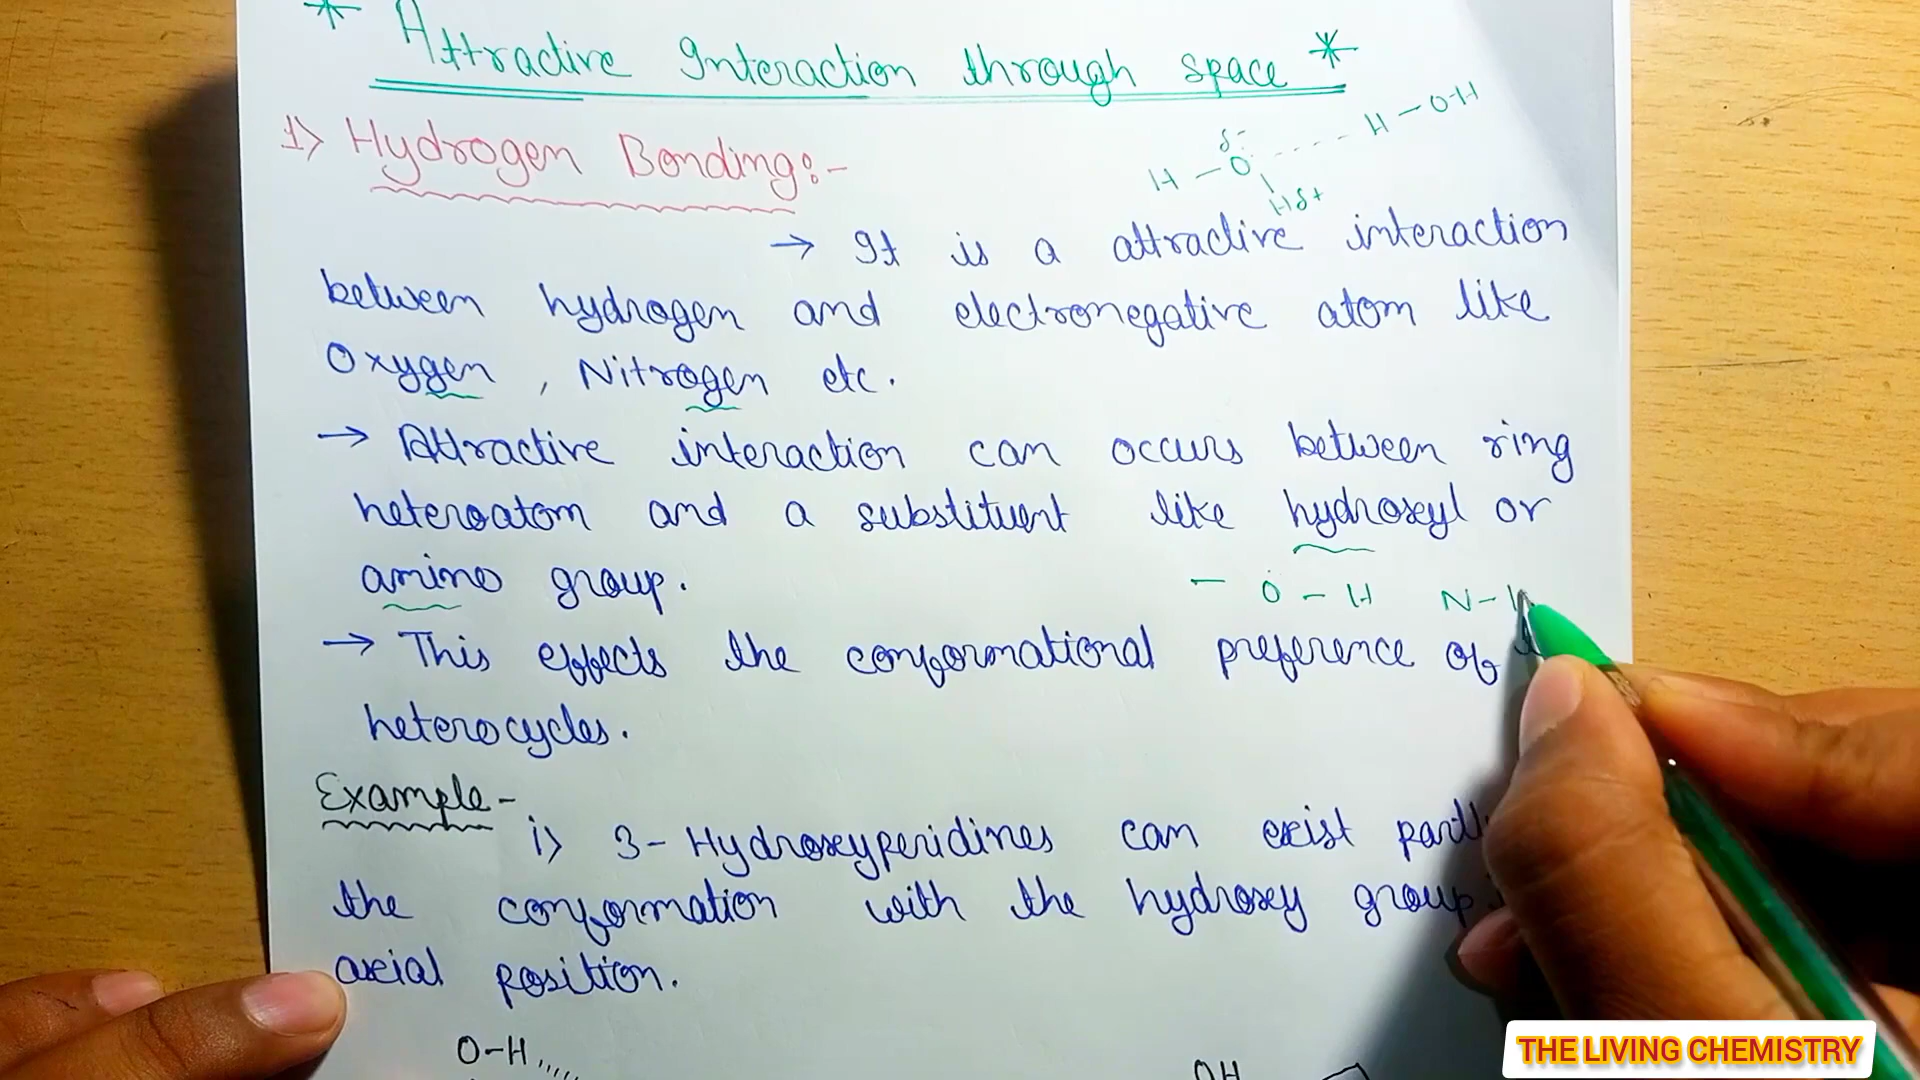 * Attractive Interaction through space *
1> Hydrogen Bonding:-
δ-
H - O ---- H - O-H
Hδ+
→ It is a attractive interaction
between hydrogen and electronegative atom like
Oxygen , Nitrogen etc.
→ Attractive interaction can occurs between ring
heteroatom and a substituent like hydroxyl or
amino group.
- O - H N-H
→ This effects the conformational preference of
heterocycles.
Example -
i> 3-Hydroxyperidines can exist partly
the conformation with the hydroxy group
axial position.
O-H
OH
THE LIVING CHEMISTRY